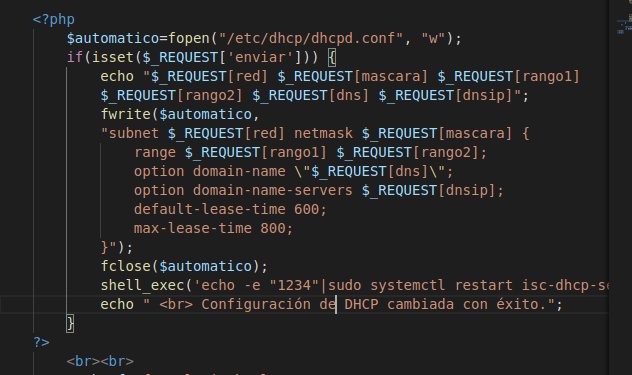 <?php
$automatico=fopen("/etc/dhcp/dhcpd.conf", "w");
if(isset($_REQUEST['enviar'])) {
echo "$_REQUEST[red] $_REQUEST[mascara] $_REQUEST[rango1]
$_REQUEST[rango2] $_REQUEST[dns] $_REQUEST[dnsip]";
fwrite($automatico,
"subnet $_REQUEST[red] netmask $_REQUEST[mascara] {
range $_REQUEST[rango1] $_REQUEST[rango2];
option domain-name \"$_REQUEST[dns]\";
option domain-name-servers $_REQUEST[dnsip];
default-lease-time 600;
max-lease-time 800;
}");
fclose($automatico);
shell_exec('echo -e "1234"|sudo systemctl restart isc-dhcp-se
echo " <br> Configuración de DHCP cambiada con éxito.";
}
?>
<br><br>